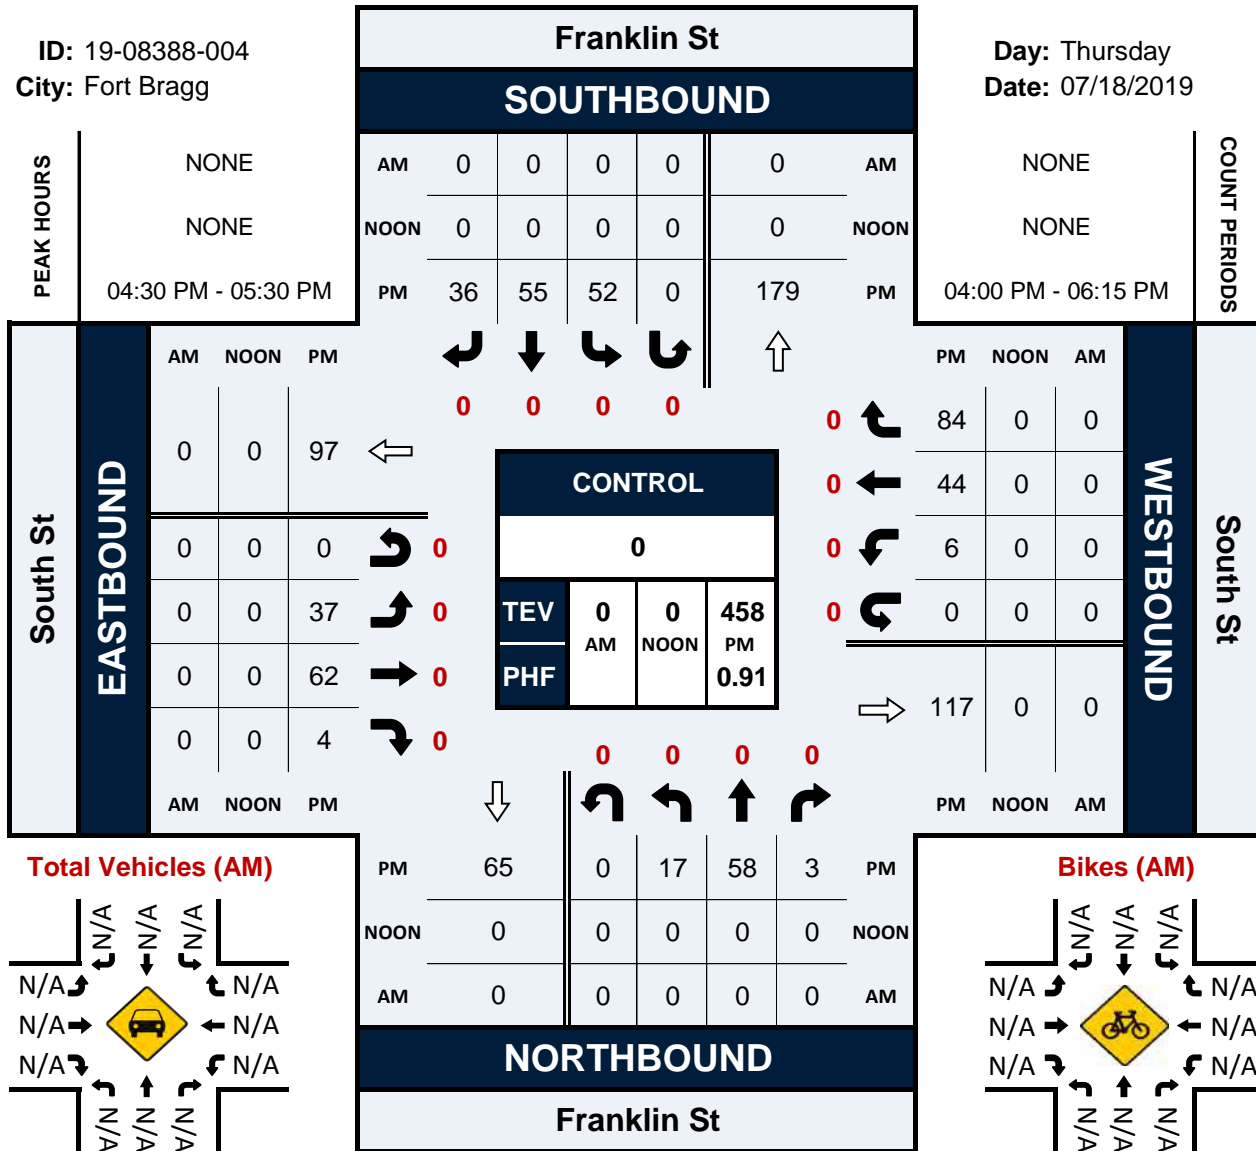 Franklin St
ID: 19-08388-004
Day: Thursday
City: Fort Bragg
Date: 07/18/2019
SOUTHBOUND
PEAK HOURS
NONE
AM 0 0 0 0 0 AM
NONE
COUNT PERIODS
NONE
NOON 0 0 0 0 0 NOON
NONE
04:30 PM - 05:30 PM
PM 36 55 52 0 179 PM
04:00 PM - 06:15 PM
AM NOON PM
PM NOON AM
0 0 0 0
0 84 0 0
0 0 97
CONTROL
0 44 0 0
South St
EASTBOUND
WESTBOUND
South St
0 0 0 0
0
0 6 0 0
0 0 37 0
TEV 0 0 458
0 0 0 0
AM NOON PM
0 0 62 0
PHF 0.91
117 0 0
0 0 4 0
0 0 0 0
AM NOON PM
PM NOON AM
Total Vehicles (AM)
PM 65 0 17 58 3 PM
Bikes (AM)
NOON 0 0 0 0 0 NOON
AM 0 0 0 0 0 AM
N/A N/A N/A
N/A N/A
N/A N/A
N/A N/A
N/A N/A N/A
N/A N/A N/A
N/A N/A
N/A N/A
N/A N/A
N/A N/A N/A
NORTHBOUND
Franklin St